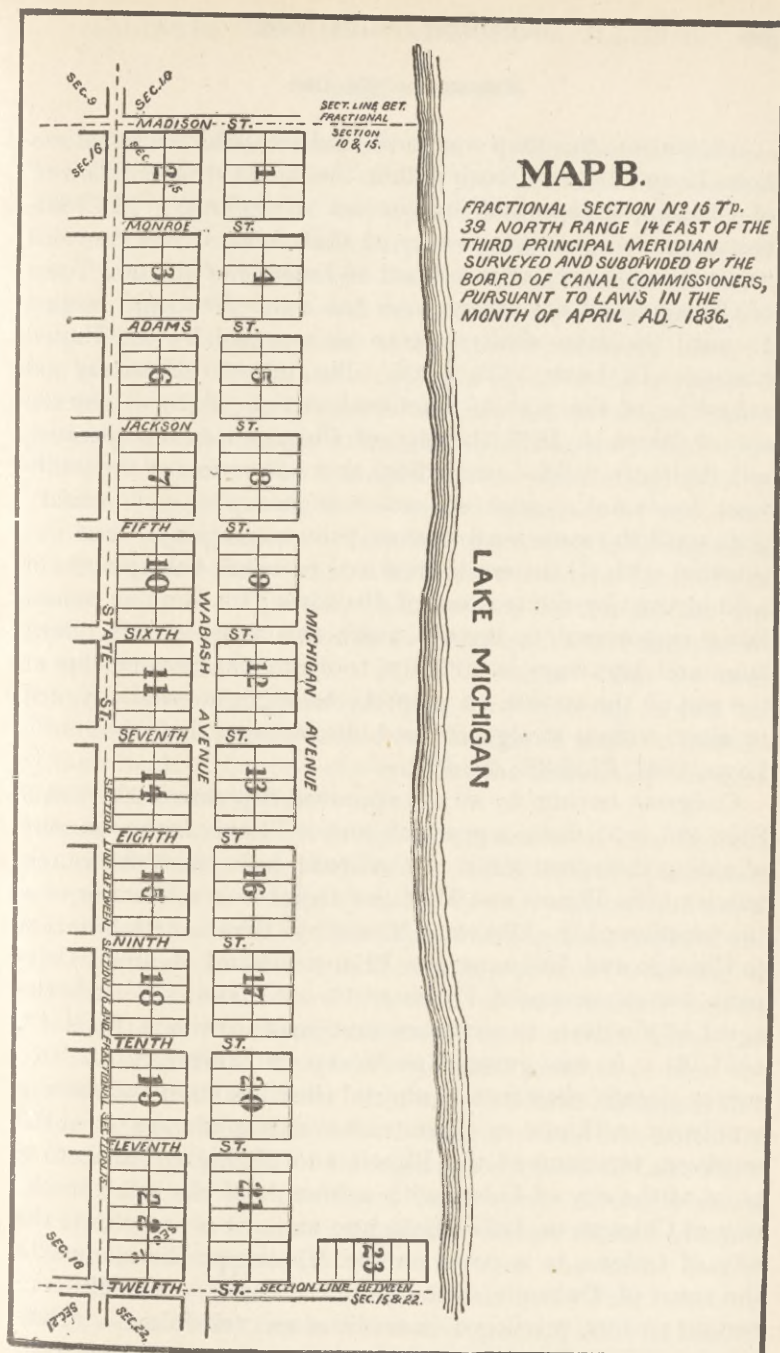 SEC. 9
SEC. 10
SECT. LINE BET.
FRACTIONAL
SECTION
10 & 15.
MADISON ST.
SEC. 16
SEC. 15
2
1
MAP B.
FRACTIONAL SECTION Nº 15 Tp.
39 NORTH RANGE 14 EAST OF THE
THIRD PRINCIPAL MERIDIAN
SURVEYED AND SUBDIVIDED BY THE
BOARD OF CANAL COMMISSIONERS,
PURSUANT TO LAWS IN THE
MONTH OF APRIL AD. 1836.
MONROE ST.
3
4
ADAMS ST.
6
5
JACKSON ST.
7
8
FIFTH ST.
10
9
STATE ST.
WABASH AVENUE
MICHIGAN AVENUE
LAKE MICHIGAN
SIXTH ST.
11
12
SEVENTH ST.
14
13
SECTION LINE BETWEEN SECTION 16 AND FRACTIONAL SECTION 15
EIGHTH ST
15
16
NINTH ST.
18
17
TENTH ST.
19
20
ELEVENTH ST.
22
SEC. 15
21
23
SEC. 16
TWELFTH ST.
SECTION LINE BETWEEN
SEC. 15 & 22.
SEC. 21
SEC. 22